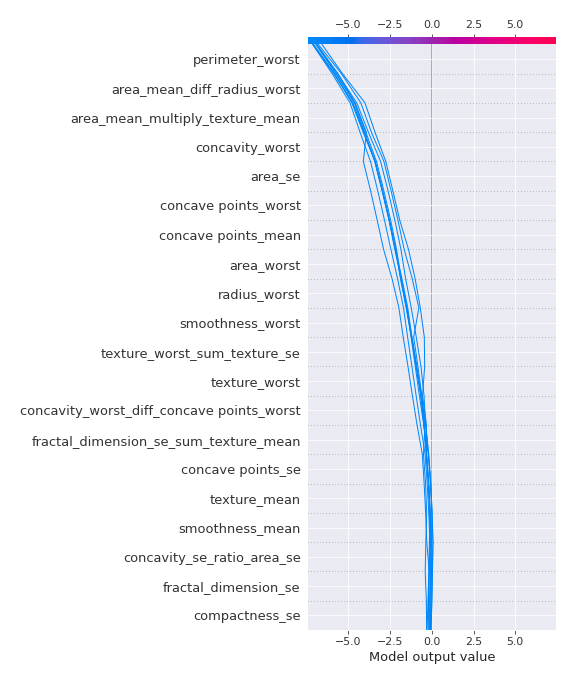 −5.0 −2.5 0.0 2.5 5.0
perimeter_worst
area_mean_diff_radius_worst
area_mean_multiply_texture_mean
concavity_worst
area_se
concave points_worst
concave points_mean
area_worst
radius_worst
smoothness_worst
texture_worst_sum_texture_se
texture_worst
concavity_worst_diff_concave points_worst
fractal_dimension_se_sum_texture_mean
concave points_se
texture_mean
smoothness_mean
concavity_se_ratio_area_se
fractal_dimension_se
compactness_se
−5.0 −2.5 0.0 2.5 5.0
Model output value